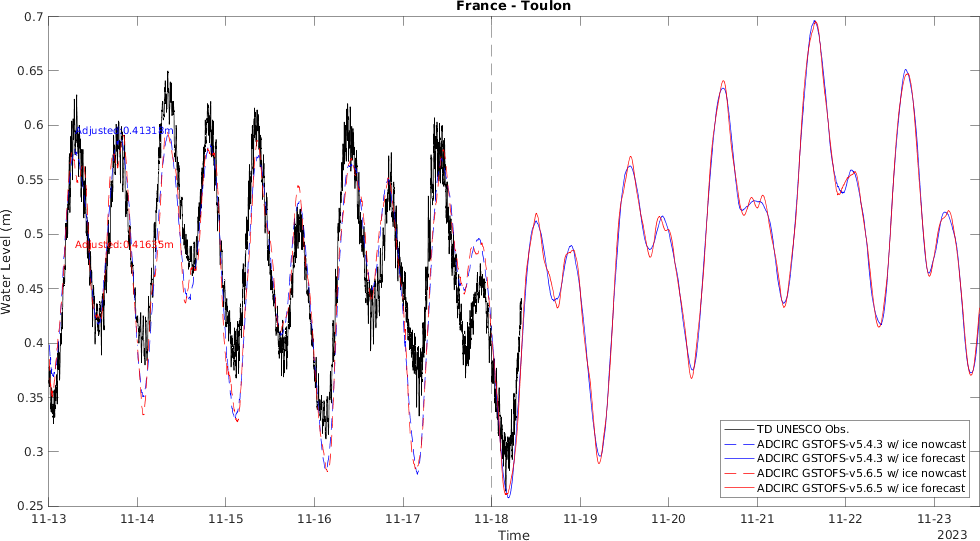 France - Toulon
0.7
0.65
0.6
0.55
0.5
0.45
0.4
0.35
0.3
0.25
Water Level (m)
Adjusted:0.41313m
Adjusted:0.41635m
TD UNESCO Obs.
ADCIRC GSTOFS-v5.4.3 w/ ice nowcast
ADCIRC GSTOFS-v5.4.3 w/ ice forecast
ADCIRC GSTOFS-v5.6.5 w/ ice nowcast
ADCIRC GSTOFS-v5.6.5 w/ ice forecast
11-13 11-14 11-15 11-16 11-17 11-18 11-19 11-20 11-21 11-22 11-23
Time
2023